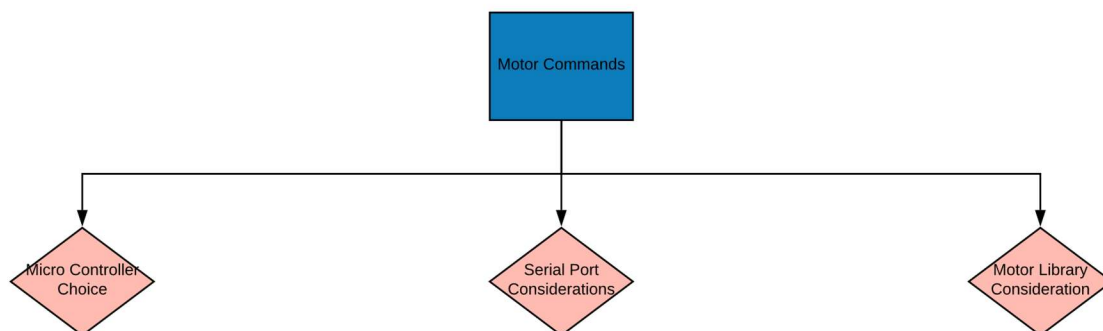 Motor Commands
Micro Controller
Choice
Serial Port
Considerations
Motor Library
Consideration